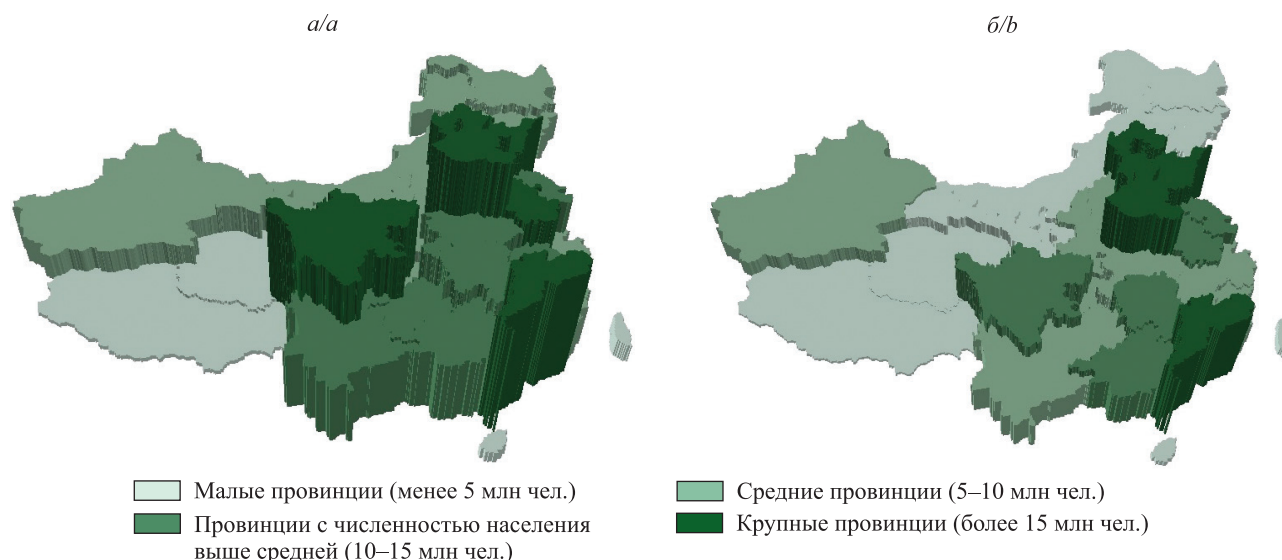 а/a
б/b
Малые провинции (менее 5 млн чел.)
Провинции с численностью населения
выше средней (10–15 млн чел.)
Средние провинции (5–10 млн чел.)
Крупные провинции (более 15 млн чел.)